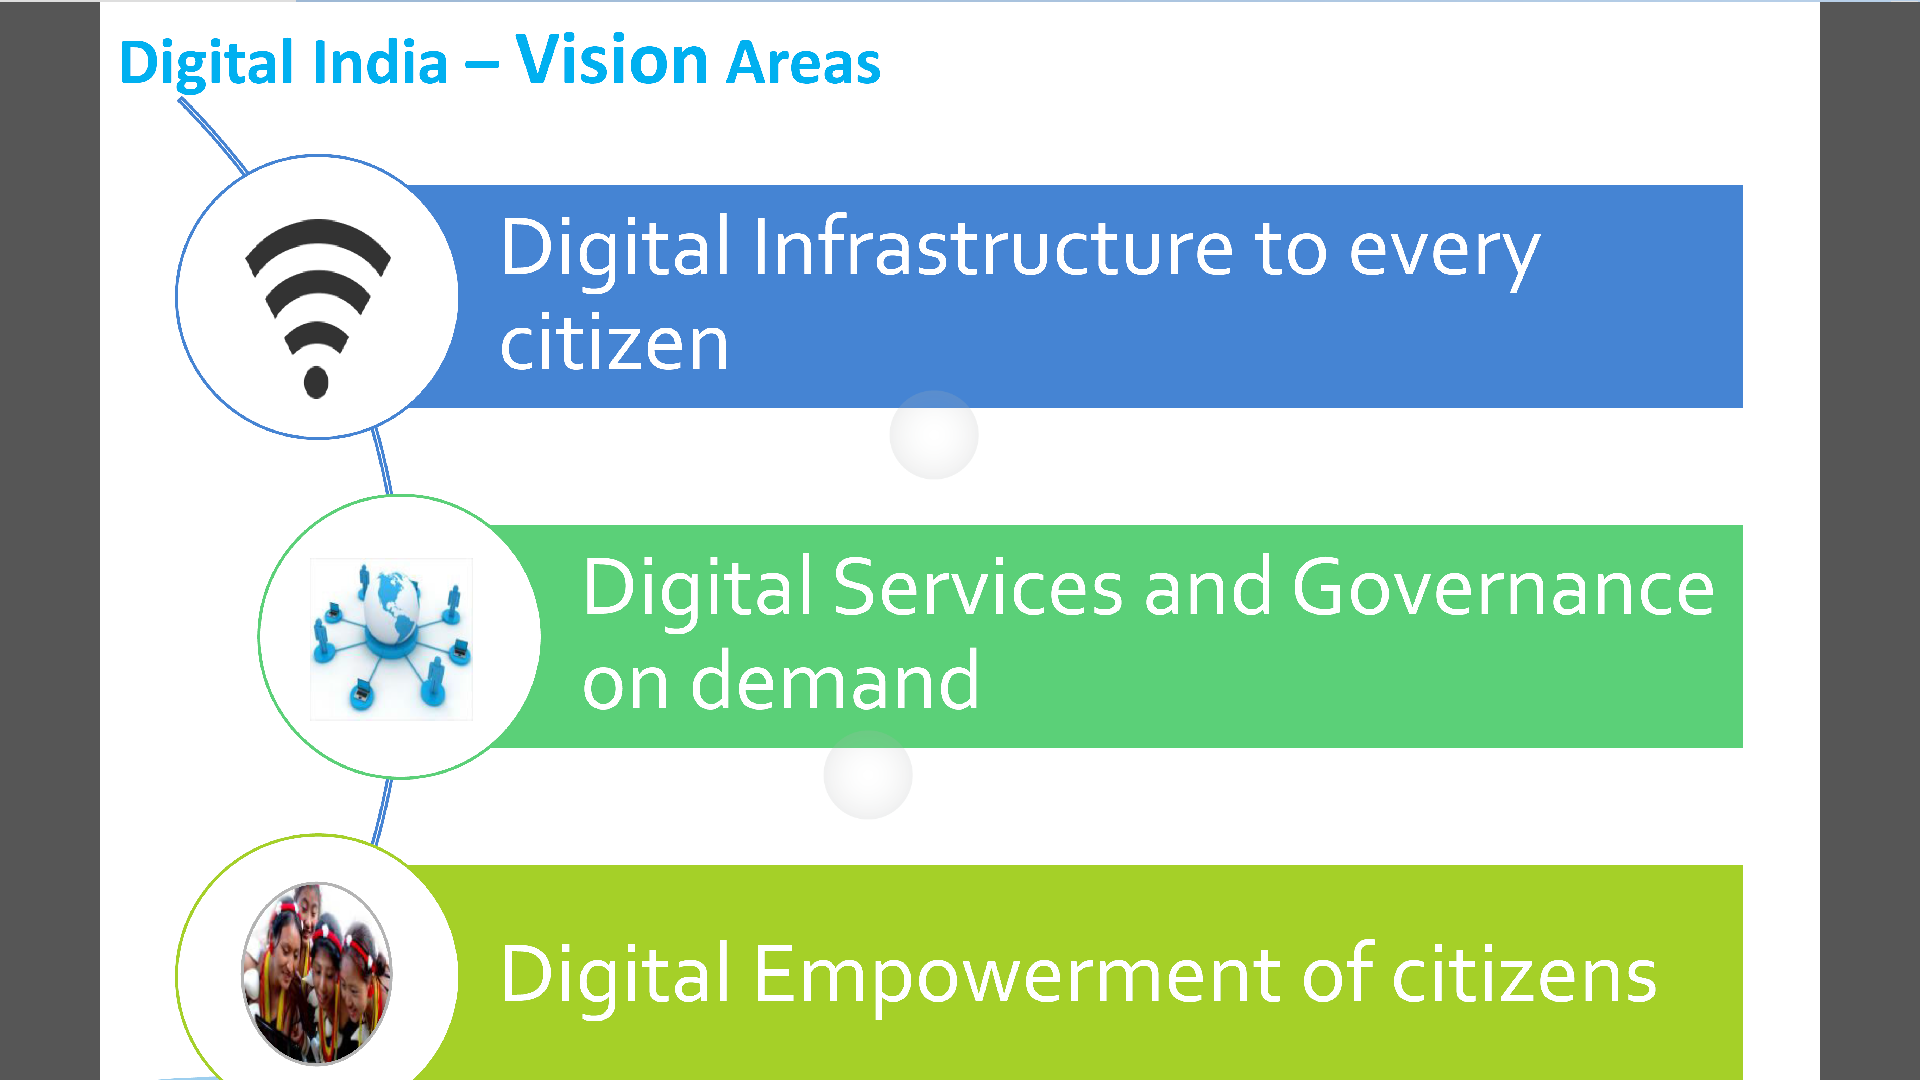 Digital India – Vision Areas
Digital Infrastructure to every
citizen
Digital Services and Governance
on demand
Digital Empowerment of citizens